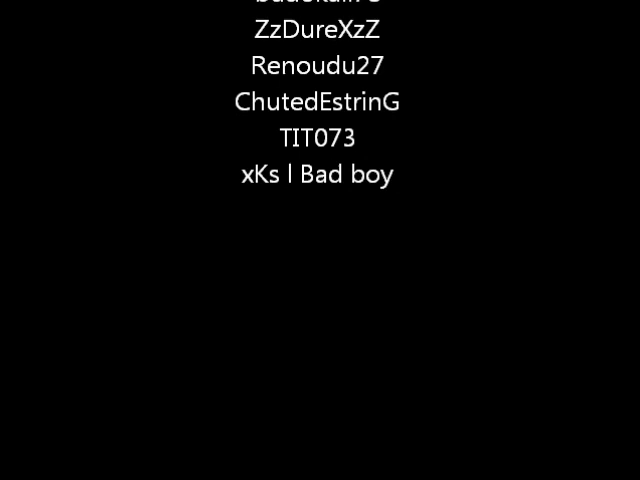 ZzDureXzZ
Renoudu27
ChutedEstrinG
TIT073
xKs l Bad boy